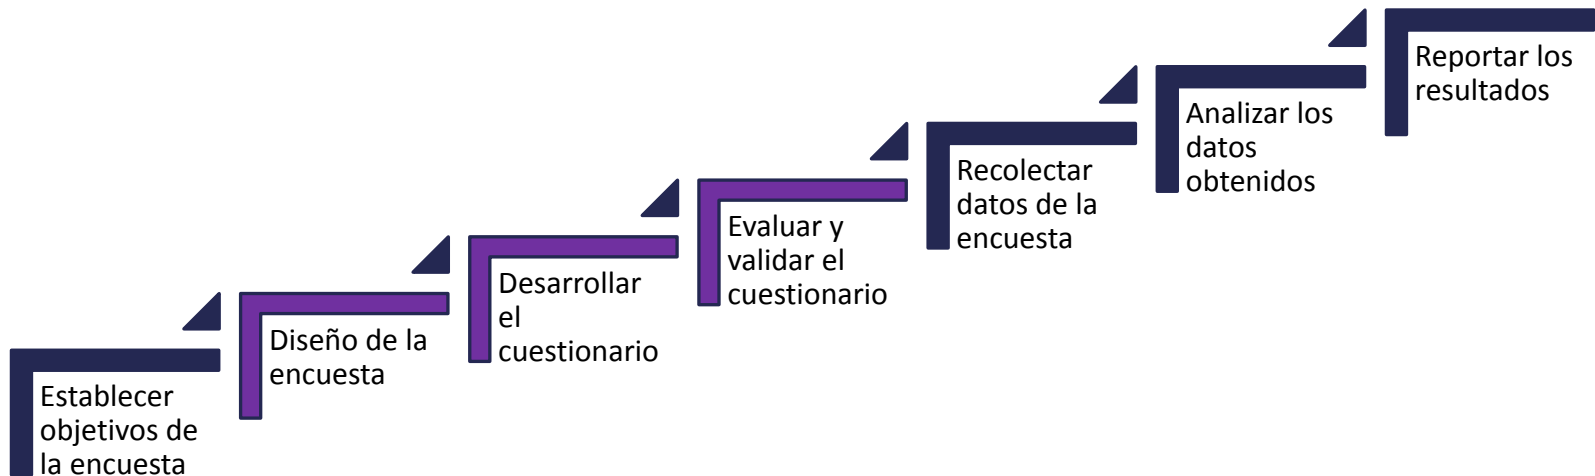 Establecer
objetivos de
la encuesta
Diseño de la
encuesta
Desarrollar
el
cuestionario
Evaluar y
validar el
cuestionario
Recolectar
datos de la
encuesta
Analizar los
datos
obtenidos
Reportar los
resultados